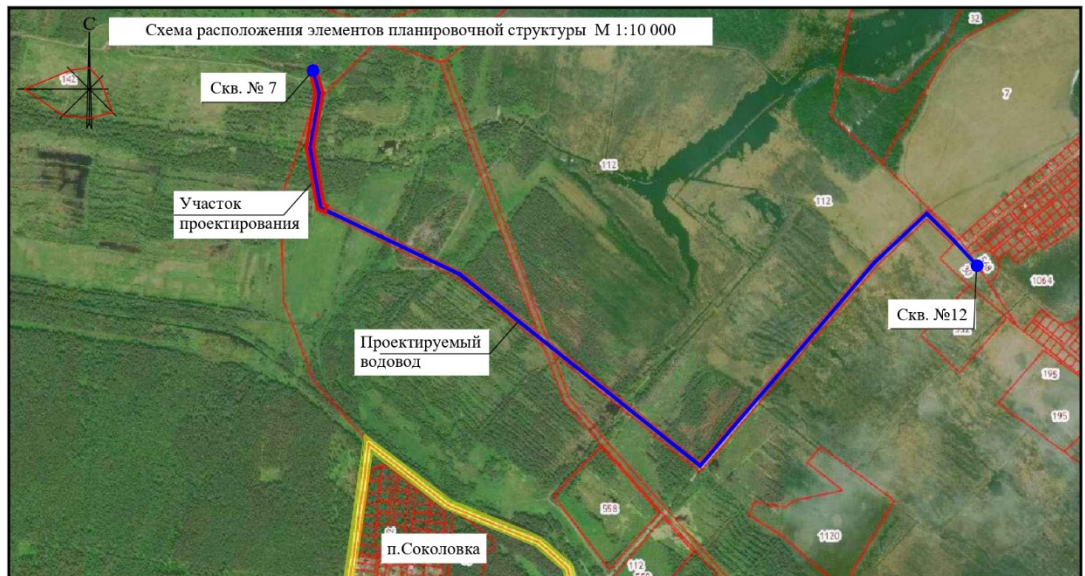 Схема расположения элементов планировочной структуры М 1:10 000
С
32
142
Скв. № 7
7
112
Участок
проектирования
112
Скв. №12
1064
Проектируемый
водовод
195
195
558
1120
п.Соколовка
112